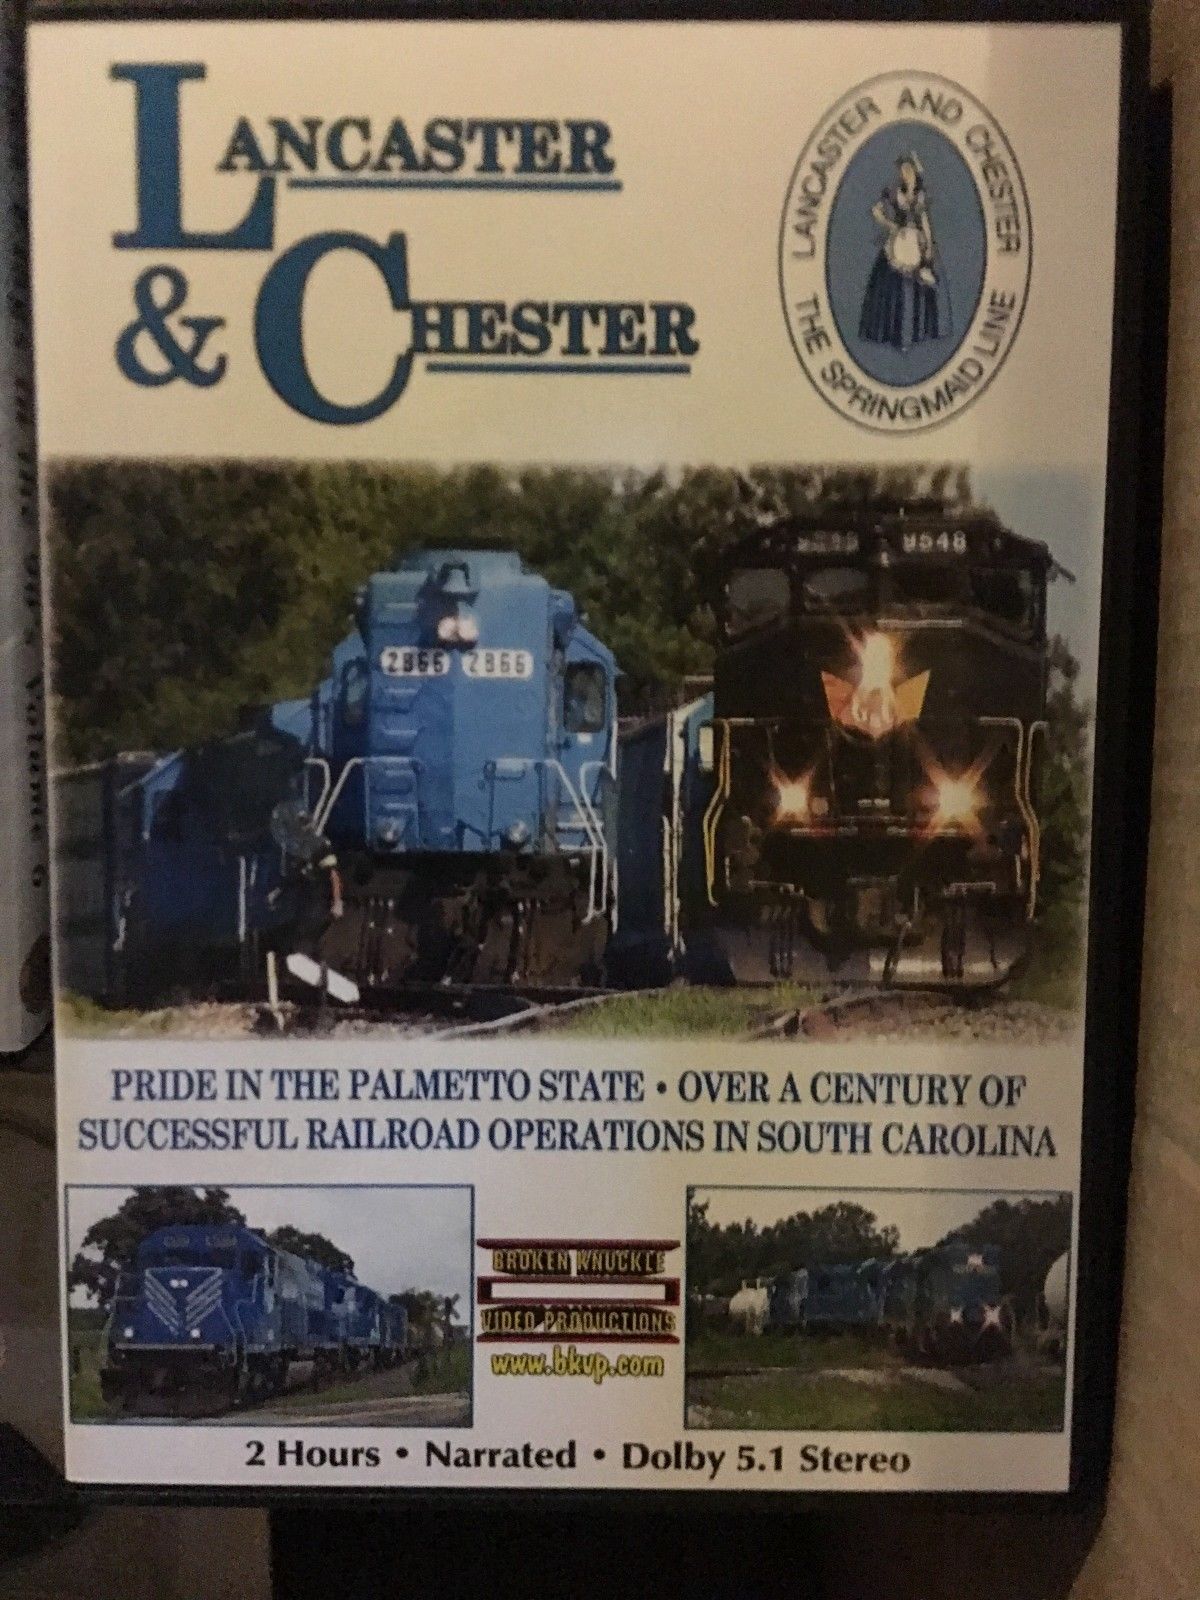 LANCASTER
& CHESTER
LANCASTER AND CHESTER
THE SPRINGMAID LINE
2866 2866
9548
PRIDE IN THE PALMETTO STATE • OVER A CENTURY OF
SUCCESSFUL RAILROAD OPERATIONS IN SOUTH CAROLINA
BROKEN KNUCKLE
VIDEO PRODUCTIONS
www.bkvp.com
2 Hours • Narrated • Dolby 5.1 Stereo